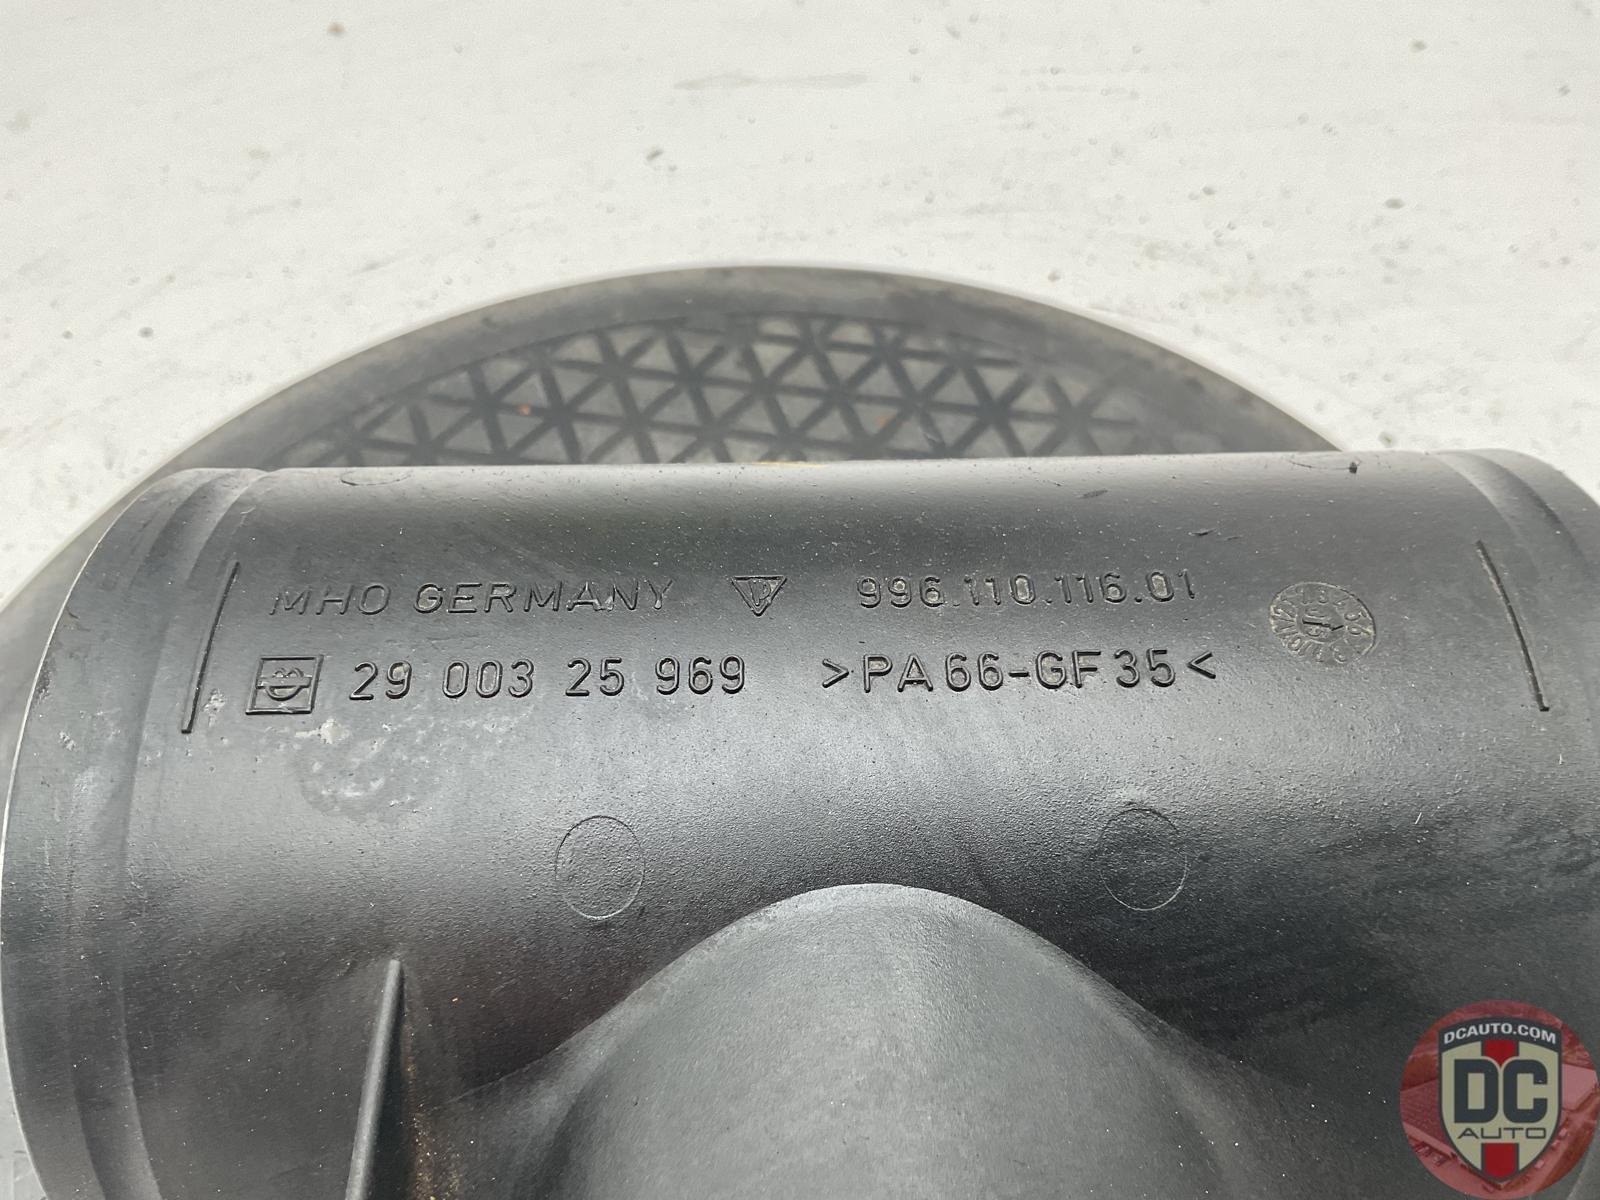 MHO GERMANY 996.110.116.01
29 003 25 969 >PA66-GF35<
DCAUTO.COM
DC
AUTO